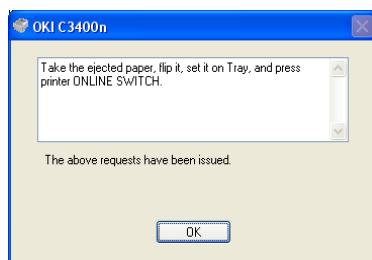 OKI C3400n
Take the ejected paper, flip it, set it on Tray, and press
printer ONLINE SWITCH.
The above requests have been issued.
OK